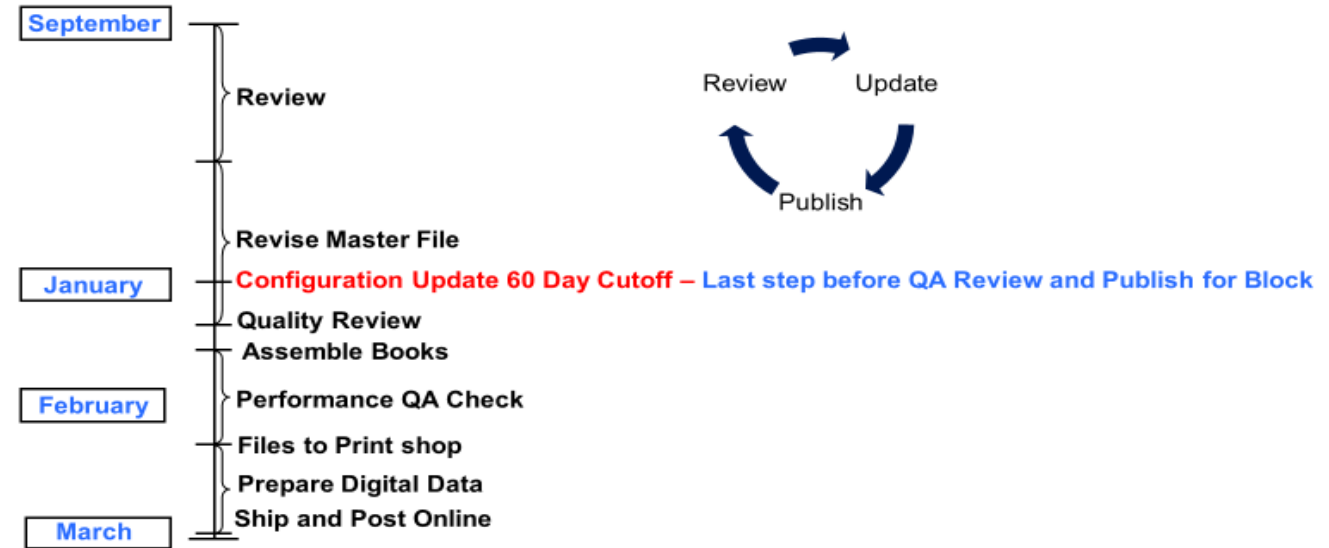 September
Review
Review Update
Publish
Revise Master File
January
Configuration Update 60 Day Cutoff – Last step before QA Review and Publish for Block
Quality Review
Assemble Books
February
Performance QA Check
Files to Print shop
Prepare Digital Data
Ship and Post Online
March